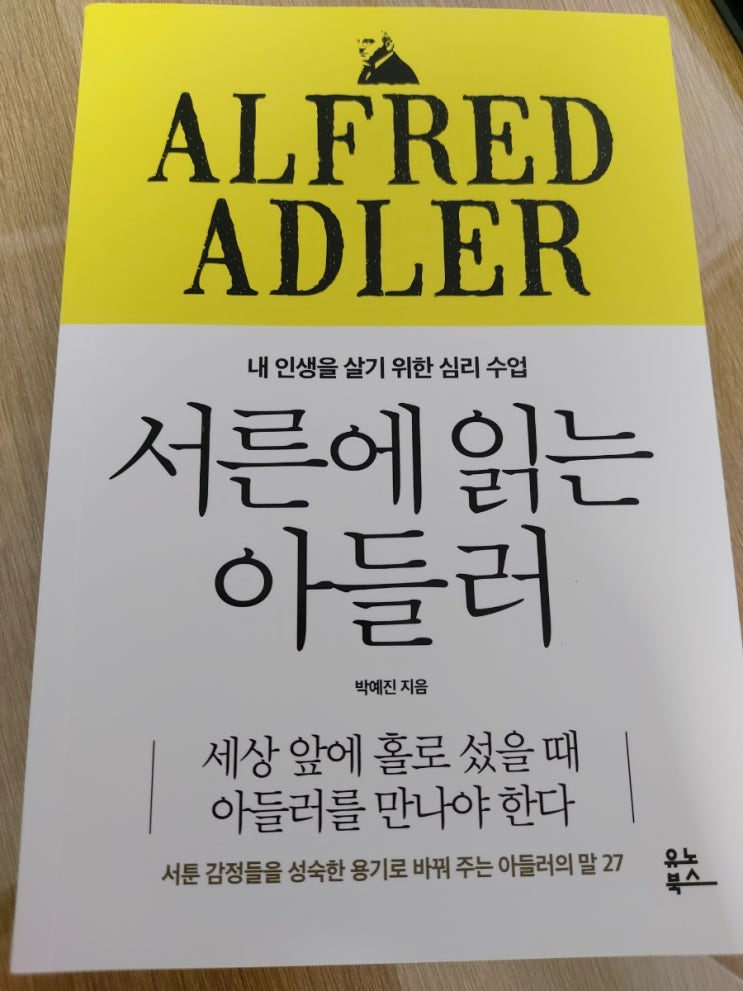 ALFRED
ADLER
내 인생을 살기 위한 심리 수업
서른에 읽는
아들러
박예진 지음
세상 앞에 홀로 섰을 때
아들러를 만나야 한다
서툰 감정들을 성숙한 용기로 바꿔 주는 아들러의 말 27
유노
북스